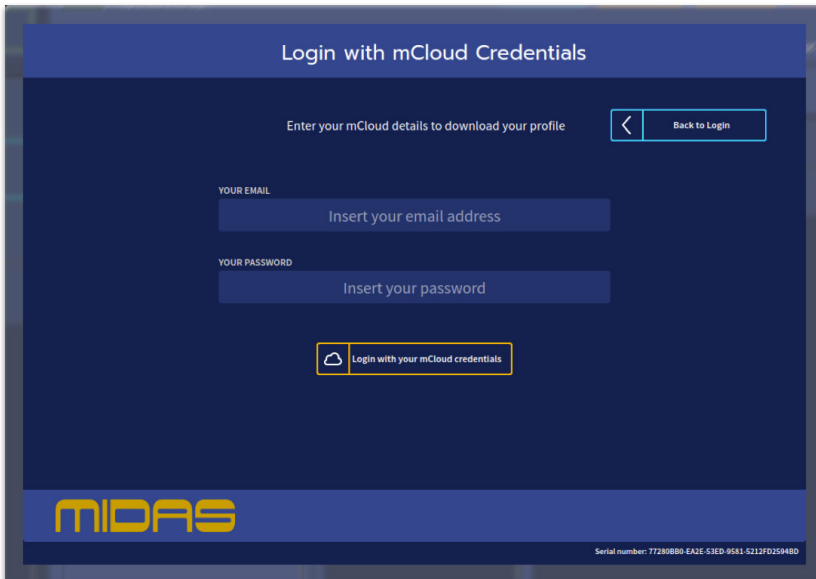 Login with mCloud Credentials
Enter your mCloud details to download your profile
Back to Login
YOUR EMAIL
Insert your email address
YOUR PASSWORD
Insert your password
Login with your mCloud credentials
MIDAS
Serial number: 77280BB0-EA2E-53ED-9581-5212FD2594BD